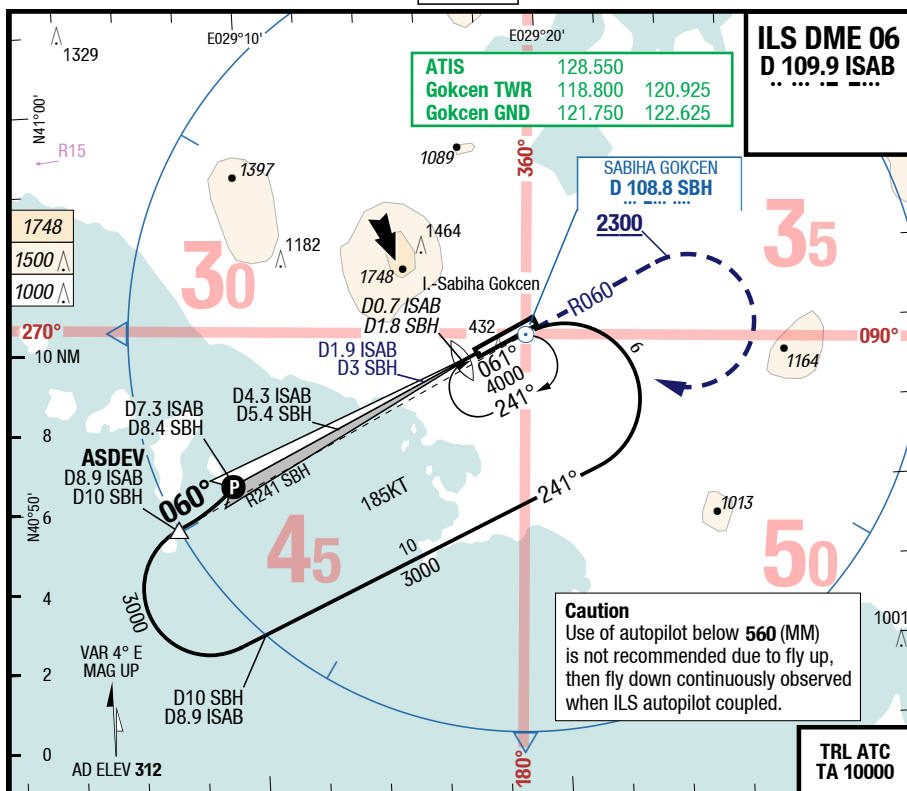 ILS DME 06
D 109.9 ISAB
E029°10'
E029°20'
1329
ATIS 128.550
Gokcen TWR 118.800 120.925
Gokcen GND 121.750 122.625
N41°00'
R15
1397
1089
360°
SABIHA GOKCEN
D 108.8 SBH
2300
35
1748
1500
1000
30
1182
1464
1748
I.-Sabiha Gokcen
D0.7 ISAB
D1.8 SBH
R060
432
270°
090°
10 NM
D1.9 ISAB
D3 SBH
061°
4000
241°
6
1164
D7.3 ISAB
D8.4 SBH
D4.3 ISAB
D5.4 SBH
8
ASDEV
D8.9 ISAB
D10 SBH
060°
P
R241 SBH
185KT
241°
1013
N40°50'
6
45
10
3000
50
4
3000
Caution
Use of autopilot below 560 (MM)
is not recommended due to fly up,
then fly down continuously observed
when ILS autopilot coupled.
1001
VAR 4° E
MAG UP
2
D10 SBH
D8.9 ISAB
0
AD ELEV 312
180°
TRL ATC
TA 10000